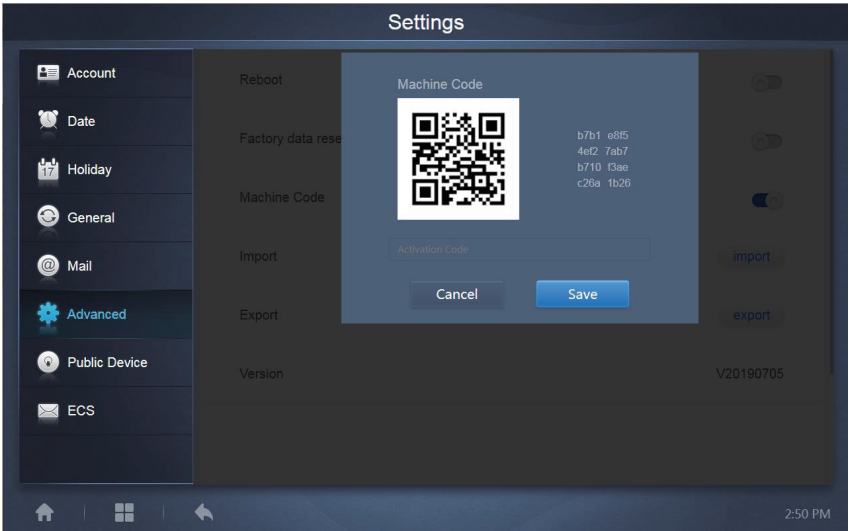 Settings
Account
Date
17
Holiday
General
Mail
Advanced
Public Device
ECS
Reboot
Factory data rese
Machine Code
Import
import
Export
export
Version
V20190705
Machine Code
b7b1 e8f5
4ef2 7ab7
b710 f3ae
c26a 1b26
Activation Code
Cancel
Save
2:50 PM